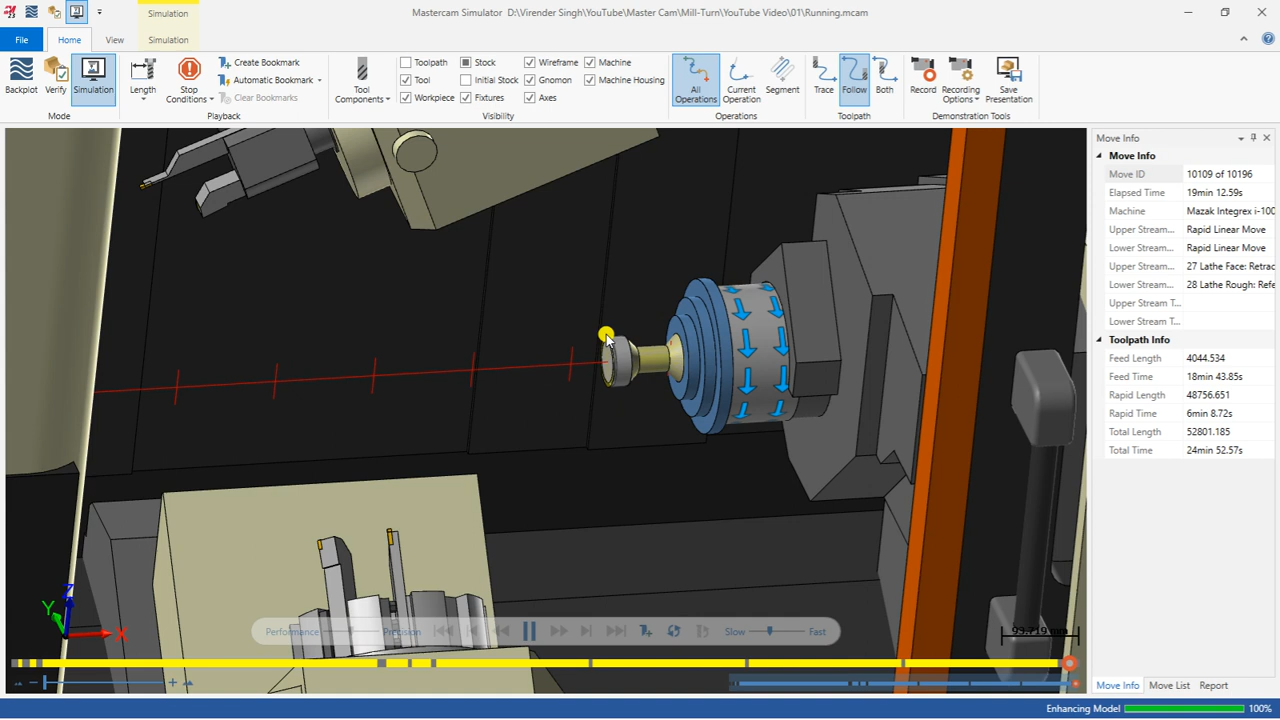 Simulation
Mastercam Simulator D:\Virender Singh\YouTube\Master Cam\Mill-Turn\YouTube Video\01\Running.mcam
File
Home
View
Simulation
Backplot
Verify
Simulation
Mode
Length
Stop
Conditions
Create Bookmark
Automatic Bookmark
Clear Bookmarks
Playback
Tool
Components
Toolpath
Tool
Workpiece
Stock
Initial Stock
Fixtures
Wireframe
Gnomon
Axes
Machine
Machine Housing
Visibility
All
Operations
Current
Operation
Segment
Operations
Trace
Follow
Both
Toolpath
Record
Recording
Options
Save
Presentation
Demonstration Tools
Move Info
Move Info
Move ID 10109 of 10196
Elapsed Time 19min 12.59s
Machine Mazak Integrex i-100
Upper Stream... Rapid Linear Move
Lower Stream... Rapid Linear Move
Upper Stream... 27 Lathe Face: Retrac
Lower Stream... 28 Lathe Rough: Refe
Upper Stream T...
Lower Stream T...
Toolpath Info
Feed Length 4044.534
Feed Time 18min 43.85s
Rapid Length 48756.651
Rapid Time 6min 8.72s
Total Length 52801.185
Total Time 24min 52.57s
Z
Y
X
Performance
Precision
Slow
Fast
99.719 mm
Move Info
Move List
Report
Enhancing Model
100%